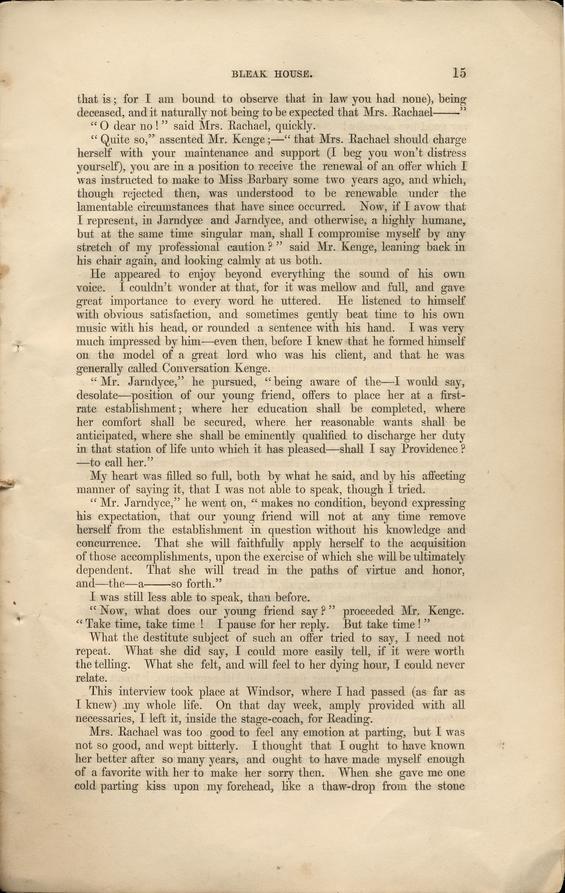 BLEAK HOUSE. 15
that is; for I am bound to observe that in law you had none), being
deceased, and it naturally not being to be expected that Mrs. Rachael——"
"O dear no!" said Mrs. Rachael, quickly.
"Quite so," assented Mr. Kenge;—"that Mrs. Rachael should charge
herself with your maintenance and support (I beg you won't distress
yourself), you are in a position to receive the renewal of an offer which I
was instructed to make to Miss Barbary some two years ago, and which,
though rejected then, was understood to be renewable under the
lamentable circumstances that have since occurred. Now, if I avow that
I represent, in Jarndyce and Jarndyce, and otherwise, a highly humane,
but at the same time singular man, shall I compromise myself by any
stretch of my professional caution?" said Mr. Kenge, leaning back in
his chair again, and looking calmly at us both.
He appeared to enjoy beyond everything the sound of his own
voice. I couldn't wonder at that, for it was mellow and full, and gave
great importance to every word he uttered. He listened to himself
with obvious satisfaction, and sometimes gently beat time to his own
music with his head, or rounded a sentence with his hand. I was very
much impressed by him—even then, before I knew that he formed himself
on the model of a great lord who was his client, and that he was
generally called Conversation Kenge.
"Mr. Jarndyce," he pursued, "being aware of the—I would say,
desolate—position of our young friend, offers to place her at a first-
rate establishment; where her education shall be completed, where
her comfort shall be secured, where her reasonable wants shall be
anticipated, where she shall be eminently qualified to discharge her duty
in that station of life unto which it has pleased—shall I say Providence?
—to call her."
My heart was filled so full, both by what he said, and by his affecting
manner of saying it, that I was not able to speak, though I tried.
"Mr. Jarndyce," he went on, "makes no condition, beyond expressing
his expectation, that our young friend will not at any time remove
herself from the establishment in question without his knowledge and
concurrence. That she will faithfully apply herself to the acquisition
of those accomplishments, upon the exercise of which she will be ultimately
dependent. That she will tread in the paths of virtue and honor,
and—the—a——so forth."
I was still less able to speak, than before.
"Now, what does our young friend say?" proceeded Mr. Kenge.
"Take time, take time! I pause for her reply. But take time!"
What the destitute subject of such an offer tried to say, I need not
repeat. What she did say, I could more easily tell, if it were worth
the telling. What she felt, and will feel to her dying hour, I could never
relate.
This interview took place at Windsor, where I had passed (as far as
I knew) my whole life. On that day week, amply provided with all
necessaries, I left it, inside the stage-coach, for Reading.
Mrs. Rachael was too good to feel any emotion at parting, but I was
not so good, and wept bitterly. I thought that I ought to have known
her better after so many years, and ought to have made myself enough
of a favorite with her to make her sorry then. When she gave me one
cold parting kiss upon my forehead, like a thaw-drop from the stone